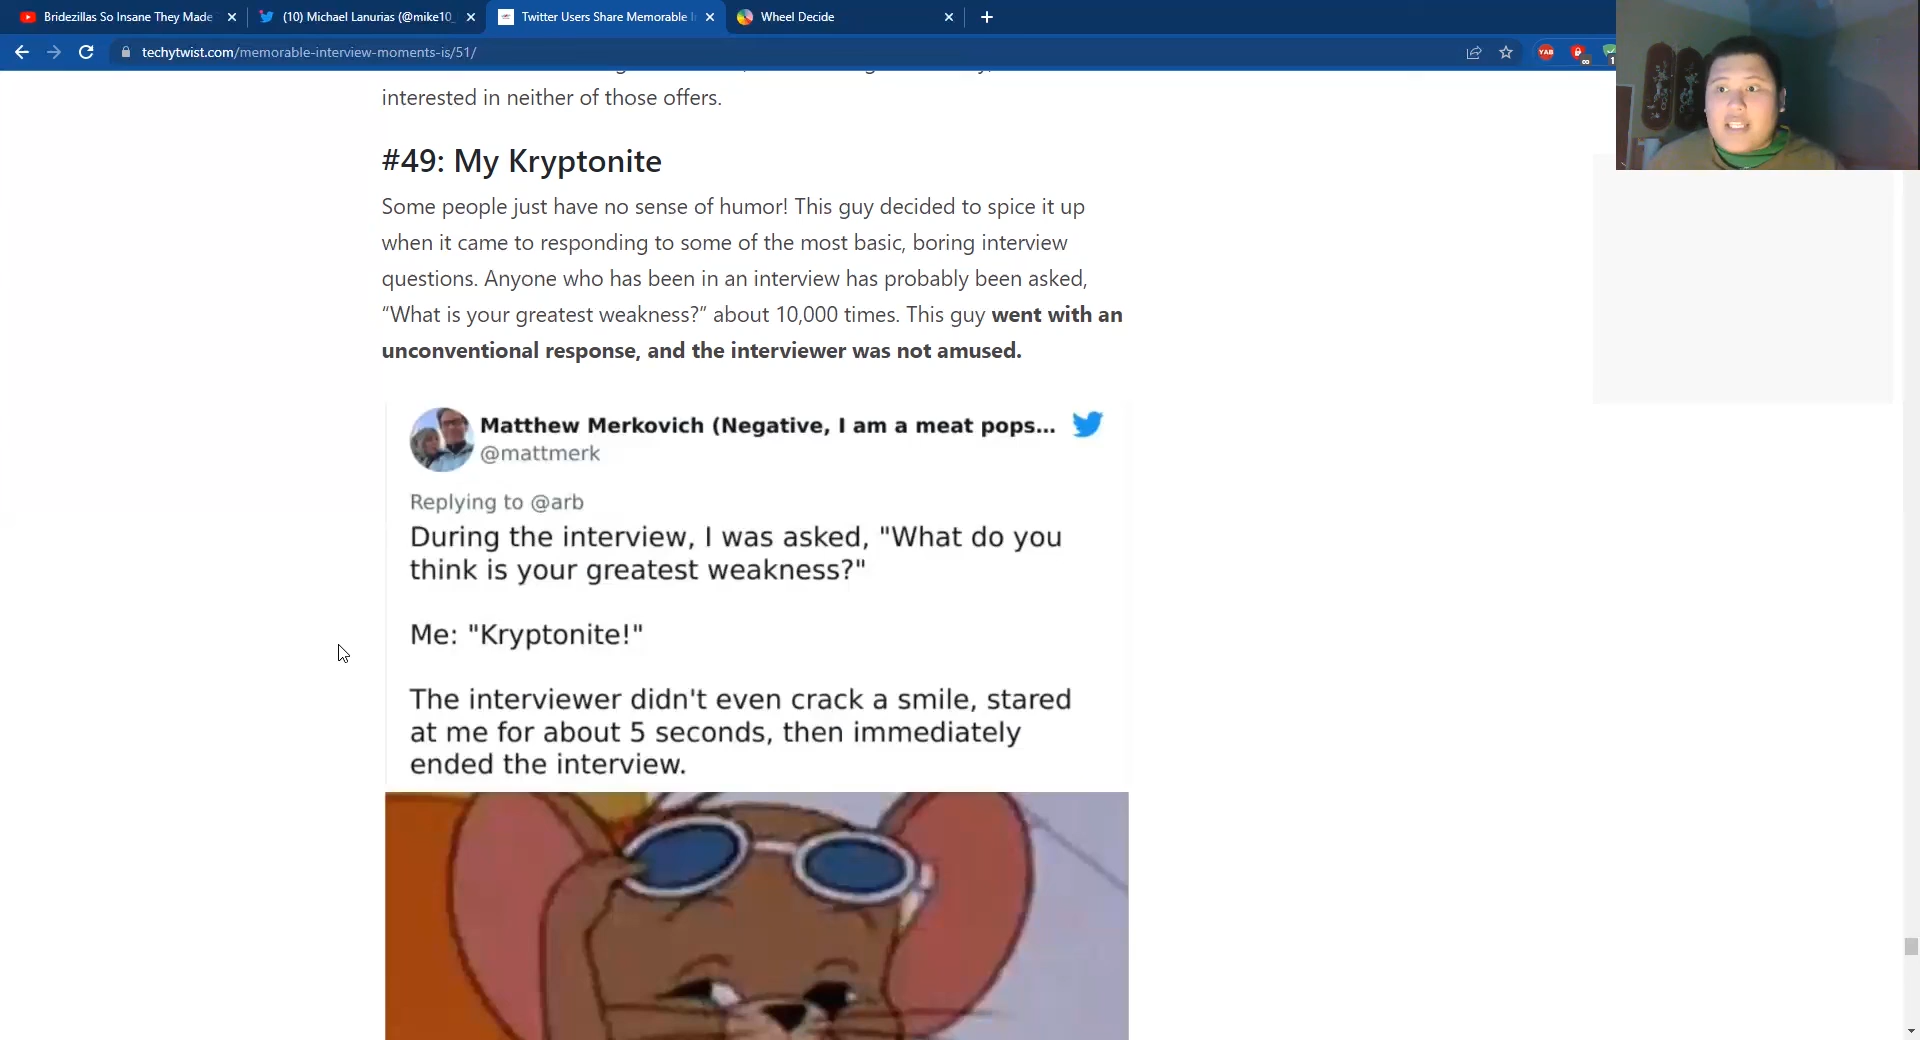 Bridezillas So Insane They Made
(10) Michael Lanurias (@mike10_
Twitter Users Share Memorable
Wheel Decide
techytwist.com/memorable-interview-moments-is/51/
YAB
interested in neither of those offers.
#49: My Kryptonite
Some people just have no sense of humor! This guy decided to spice it up
when it came to responding to some of the most basic, boring interview
questions. Anyone who has been in an interview has probably been asked,
“What is your greatest weakness?” about 10,000 times. This guy went with an
unconventional response, and the interviewer was not amused.
Matthew Merkovich (Negative, I am a meat pops...
@mattmerk
Replying to @arb
During the interview, I was asked, "What do you
think is your greatest weakness?"
Me: "Kryptonite!"
The interviewer didn't even crack a smile, stared
at me for about 5 seconds, then immediately
ended the interview.